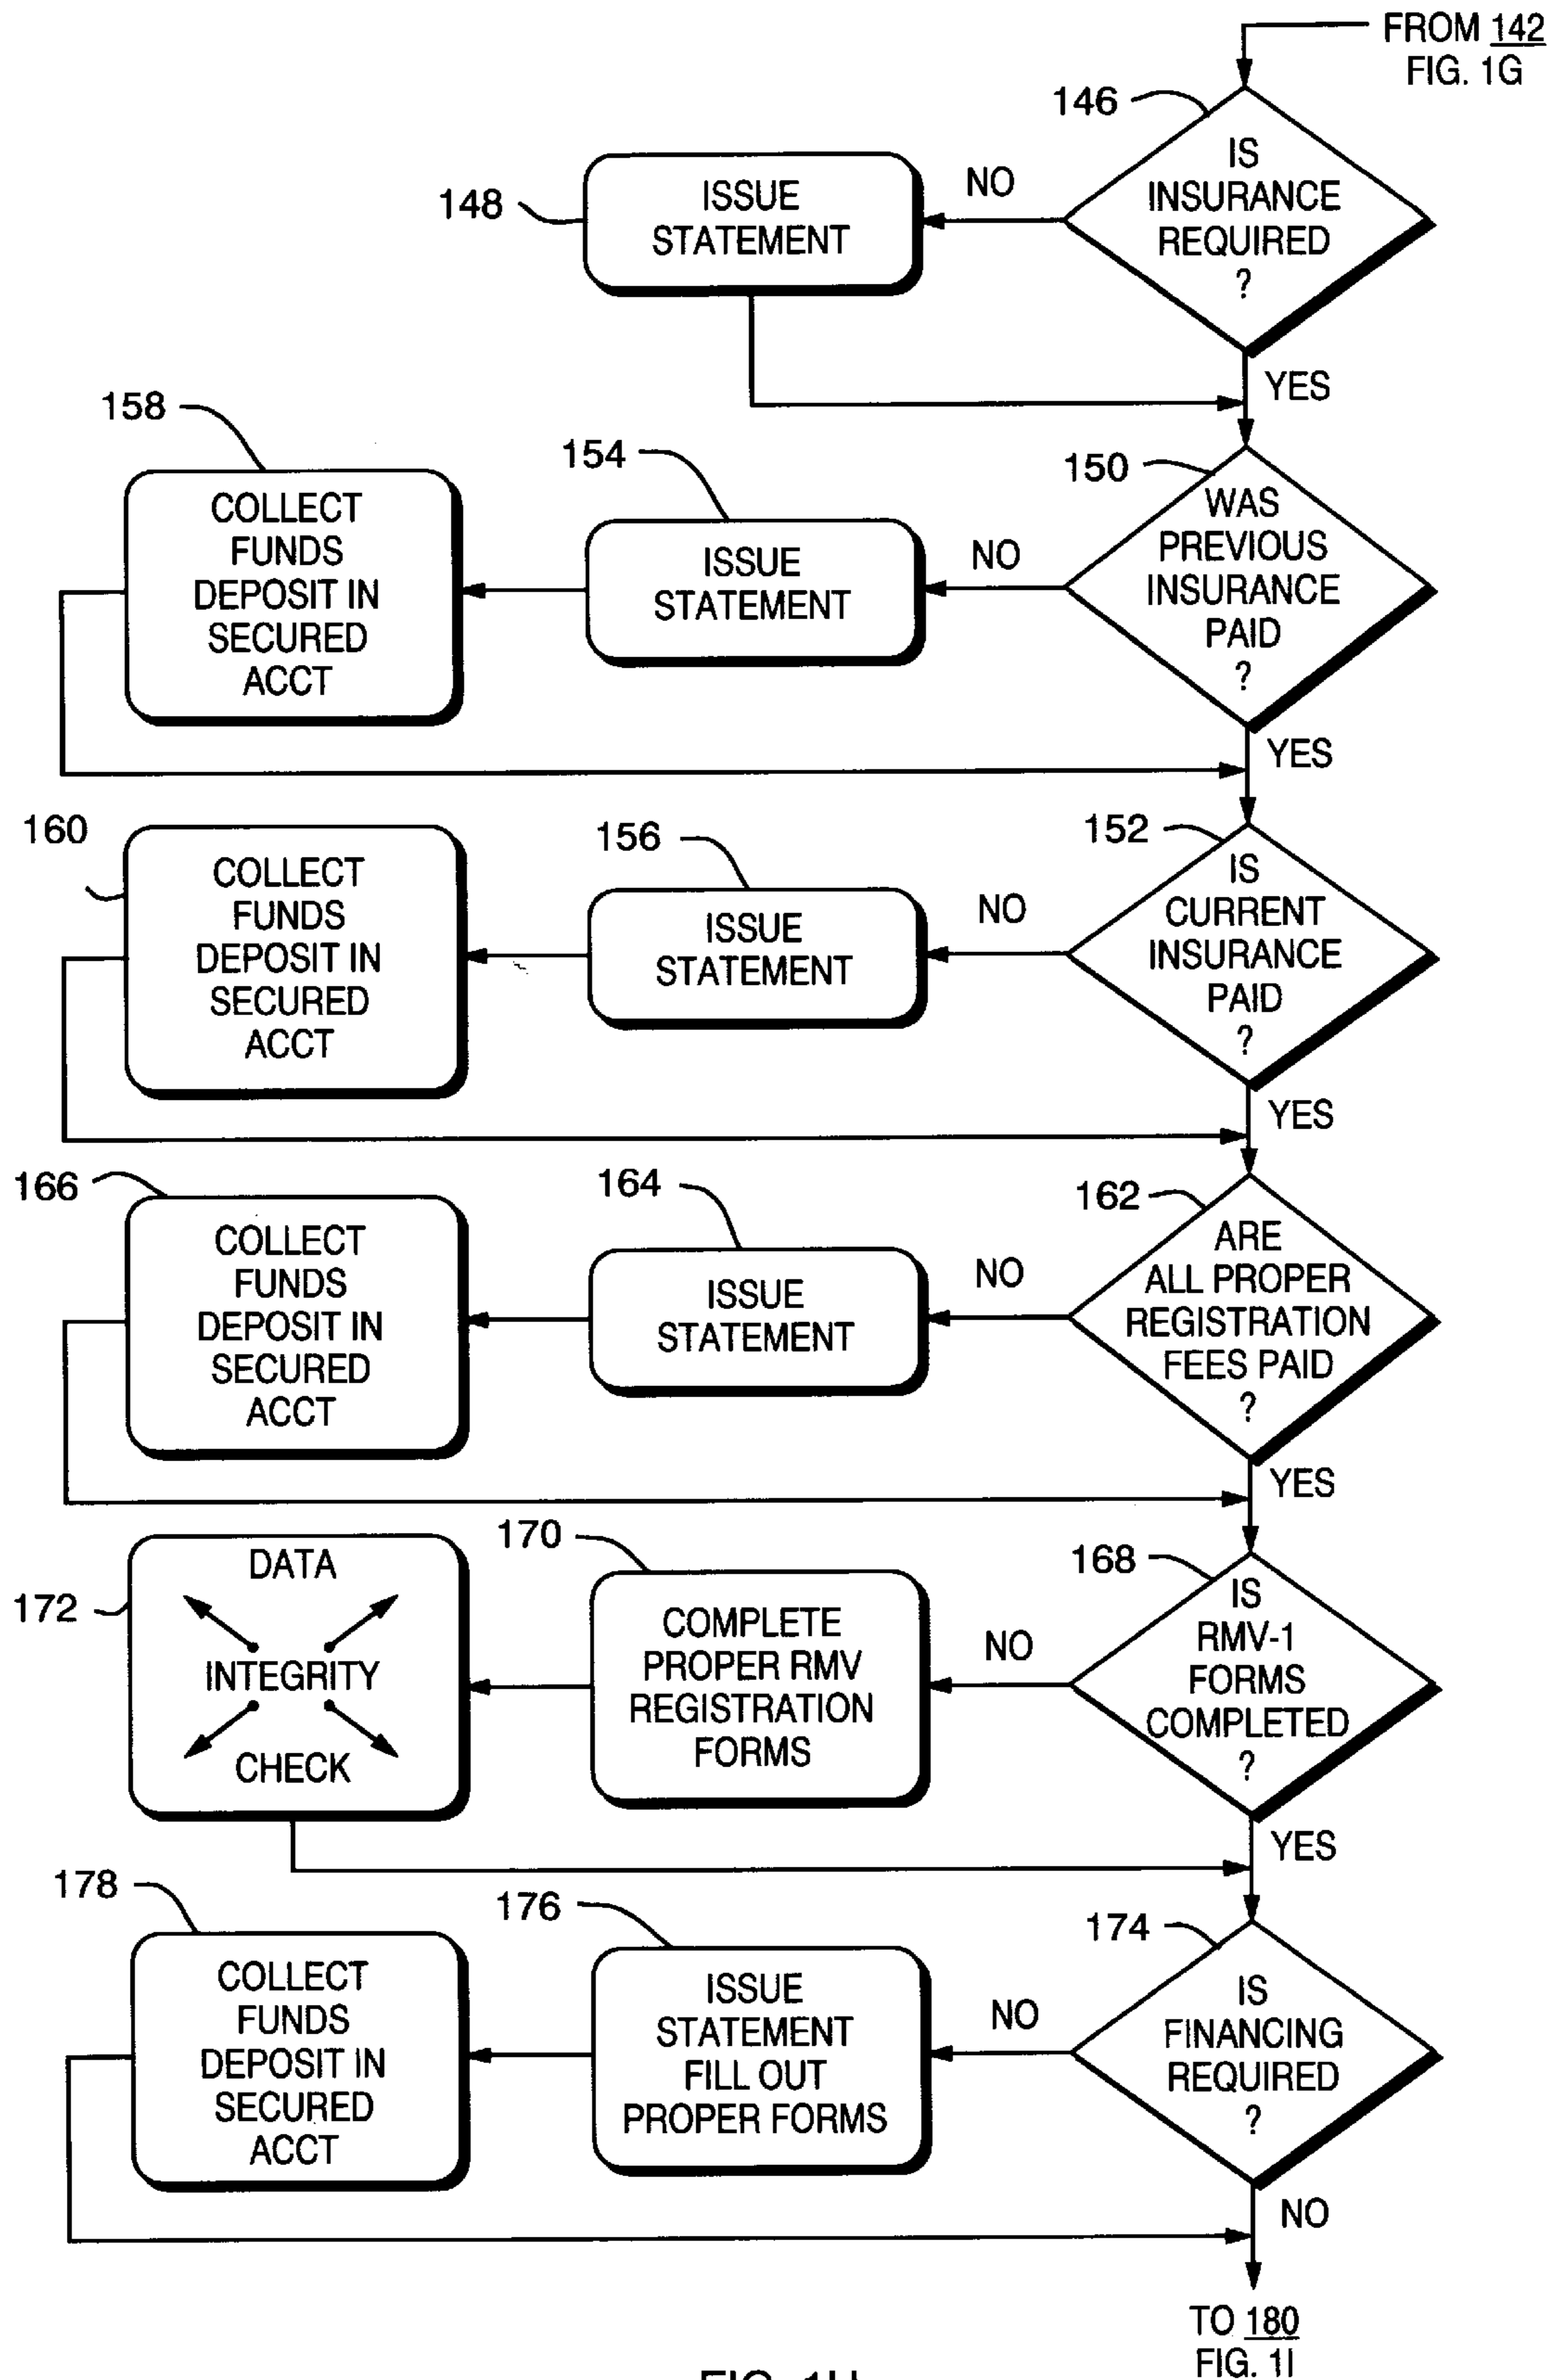 FROM 142
FIG. 1G
146
IS
INSURANCE
REQUIRED
?
NO
148
ISSUE
STATEMENT
YES
158
COLLECT
FUNDS
DEPOSIT IN
SECURED
ACCT
154
ISSUE
STATEMENT
NO
150
WAS
PREVIOUS
INSURANCE
PAID
?
YES
160
COLLECT
FUNDS
DEPOSIT IN
SECURED
ACCT
156
ISSUE
STATEMENT
NO
152
IS
CURRENT
INSURANCE
PAID
?
YES
166
COLLECT
FUNDS
DEPOSIT IN
SECURED
ACCT
164
ISSUE
STATEMENT
NO
162
ARE
ALL PROPER
REGISTRATION
FEES PAID
?
YES
172
DATA
INTEGRITY
CHECK
170
COMPLETE
PROPER RMV
REGISTRATION
FORMS
NO
168
IS
RMV-1
FORMS
COMPLETED
?
YES
178
COLLECT
FUNDS
DEPOSIT IN
SECURED
ACCT
176
ISSUE
STATEMENT
FILL OUT
PROPER FORMS
NO
174
IS
FINANCING
REQUIRED
?
NO
TO 180
FIG. 1I